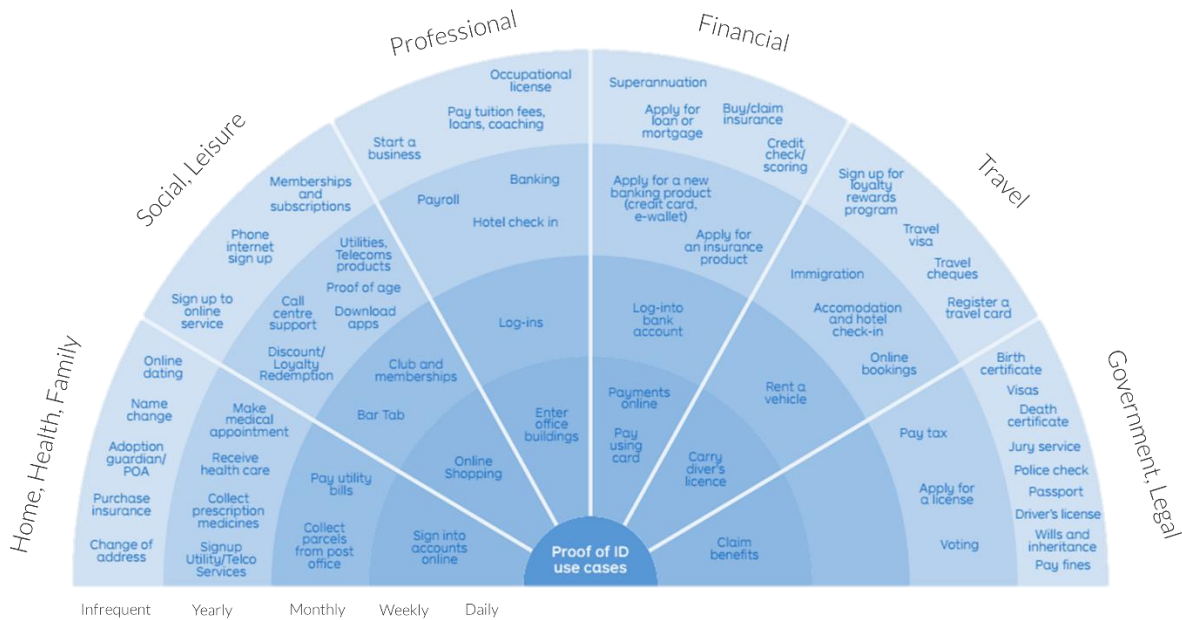 Professional
Financial
Social, Leisure
Travel
Home, Health, Family
Government, Legal
Occupational
license
Pay tuition fees,
loans, coaching
Start a
business
Banking
Payroll
Hotel check in
Log-ins
Enter
office
buildings
Superannuation
Apply for
loan or
mortgage
Buy/claim
insurance
Credit
check/
scoring
Apply for a new
banking product
(credit card,
e-wallet)
Apply for
an insurance
product
Log-into
bank
account
Payments
online
Pay
using
card
Memberships
and
subscriptions
Phone
internet
sign up
Sign up to
online
service
Utilities,
Telecoms
products
Proof of age
Call
centre
support
Download
apps
Discount/
Loyalty
Redemption
Club and
memberships
Bar Tab
Online
Shopping
Sign up for
loyalty
rewards
program
Travel
visa
Travel
cheques
Register a
travel card
Immigration
Accomodation
and hotel
check-in
Online
bookings
Rent a
vehicle
Carry
diver's
licence
Online
dating
Name
change
Adoption
guardian/
POA
Purchase
insurance
Change of
address
Make
medical
appointment
Receive
health care
Collect
prescription
medicines
Signup
Utility/Telco
Services
Pay utility
bills
Collect
parcels
from post
office
Sign into
accounts
online
Birth
certificate
Visas
Death
certificate
Jury service
Police check
Passport
Driver's license
Wills and
inheritance
Pay fines
Pay tax
Apply for
a license
Voting
Claim
benefits
Proof of ID
use cases
Infrequent
Yearly
Monthly
Weekly
Daily